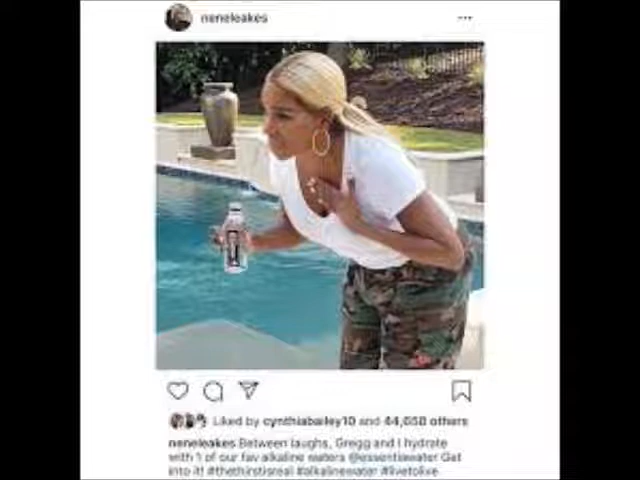 neneleakes
Liked by cynthiabailey10 and 44,658 others
neneleakes Between laughs, Gregg and I hydrate
with 1 of our fav alkaline waters @essentiawater Get
into it! #thethirstisreal #alkalinewater #livetolive